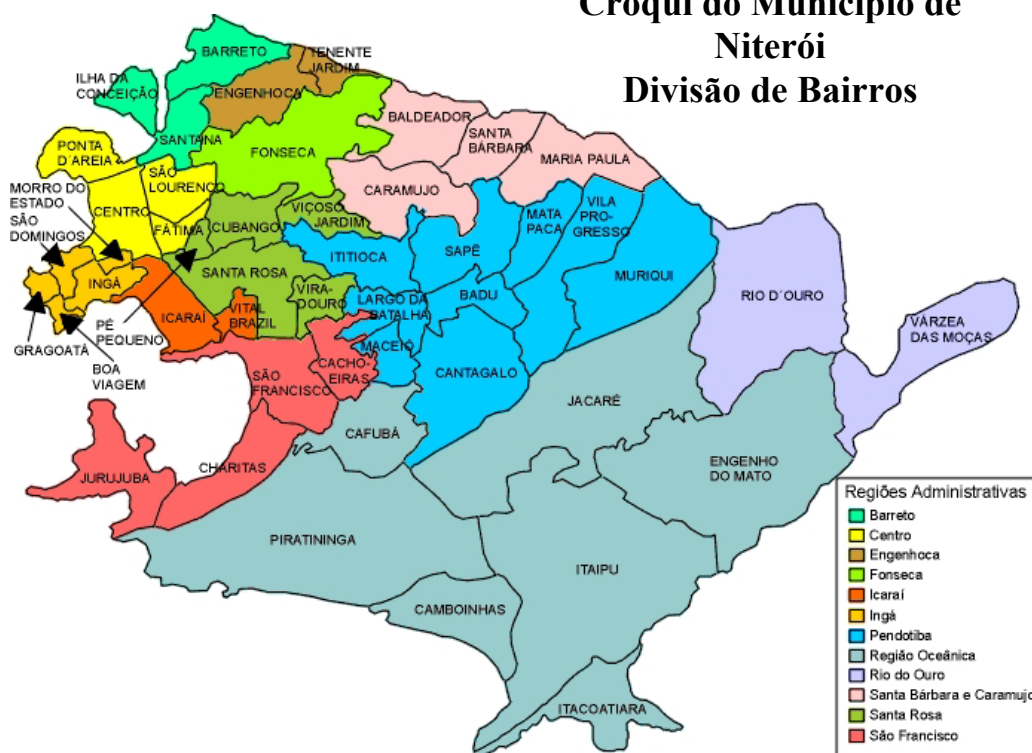 Croqui do Município de
Niterói
Divisão de Bairros
BARRETO
TENENTE
JARDIM
ILHA DA
CONCEIÇÃO
ENGENHOCA
BALDEADOR
SANTANA
SANTA
BÁRBARA
PONTA
D'AREIA
FONSECA
MARIA PAULA
SÃO
LOURENÇO
MORRO DO
ESTADO
CARAMUJO
SÃO
DOMINGOS
CENTRO
VIÇOSO
JARDIM
MATA
PACA
VILA
PRO-
GRESSO
FÁTIMA
CUBANGO
ITITIOCA
SAPÊ
SANTA ROSA
MURIQUI
INGÁ
VIRA-
DOURO
LARGO DA
BATALHA
BADU
RIO D´OURO
ICARAÍ
VITAL
BRAZIL
VÁRZEA
DAS MOÇAS
PÉ
PEQUENO
GRAGOATÁ
MACEIÓ
BOA
VIAGEM
CACHO-
EIRAS
SÃO
FRANCISCO
CANTAGALO
JACARÉ
CAFUBÁ
JURUJUBA
CHARITAS
ENGENHO
DO MATO
PIRATININGA
ITAIPU
CAMBOINHAS
ITACOATIARA
Regiões Administrativas
Barreto
Centro
Engenhoca
Fonseca
Icaraí
Ingá
Pendotiba
Região Oceânica
Rio do Ouro
Santa Bárbara e Caramujo
Santa Rosa
São Francisco